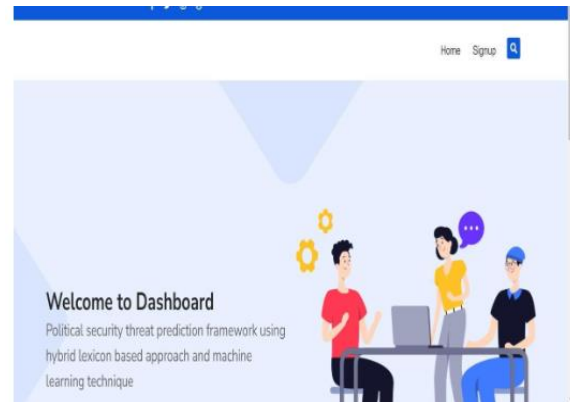 Home Signup
Welcome to Dashboard
Political security threat prediction framework using
hybrid lexicon based approach and machine
learning technique